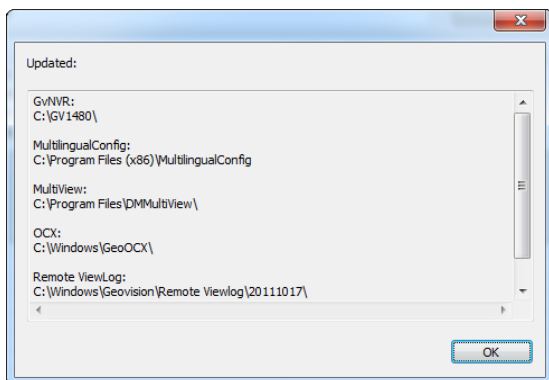 Updated:
GvNVR:
C:\GV1480\
MultilingualConfig:
C:\Program Files (x86)\MultilingualConfig
MultiView:
C:\Program Files\DMMultiView\
OCX:
C:\Windows\GeoOCX\
Remote ViewLog:
C:\Windows\Geovision\Remote Viewlog\20111017\
OK